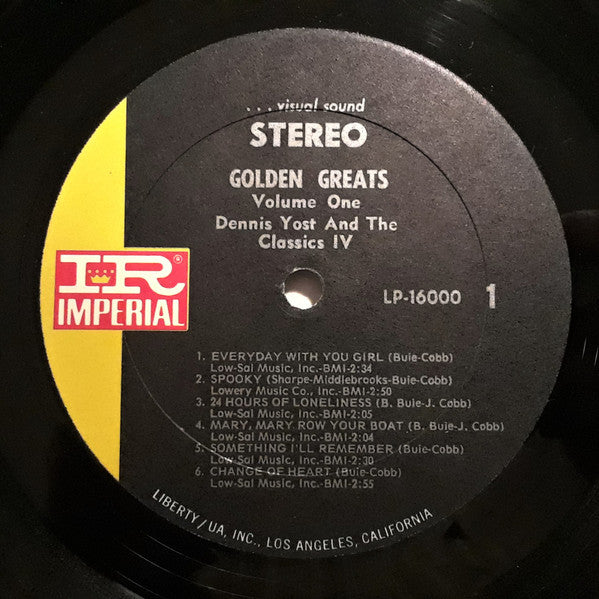 ...visual sound
STEREO
GOLDEN GREATS
Volume One
Dennis Yost And The
Classics IV
IR®
IMPERIAL
LP-16000 1
1. EVERYDAY WITH YOU GIRL (Buie-Cobb)
Low-Sal Music, Inc.-BMI-2:34
2. SPOOKY (Sharpe-Middlebrooks-Buie-Cobb)
Lowery Music Co., Inc.-BMI-2:50
3. 24 HOURS OF LONELINESS (B. Buie-J. Cobb)
Low-Sal Music, Inc.-BMI-2:05
4. MARY, MARY ROW YOUR BOAT (B. Buie-J. Cobb)
Low-Sal Music, Inc.-BMI-2:04
5. SOMETHING I'LL REMEMBER (Buie-Cobb)
Low-Sal Music, Inc.-BMI-2:30
6. CHANGE OF HEART (Buie-Cobb)
Low-Sal Music, Inc.-BMI-2:55
LIBERTY/UA, INC., LOS ANGELES, CALIFORNIA